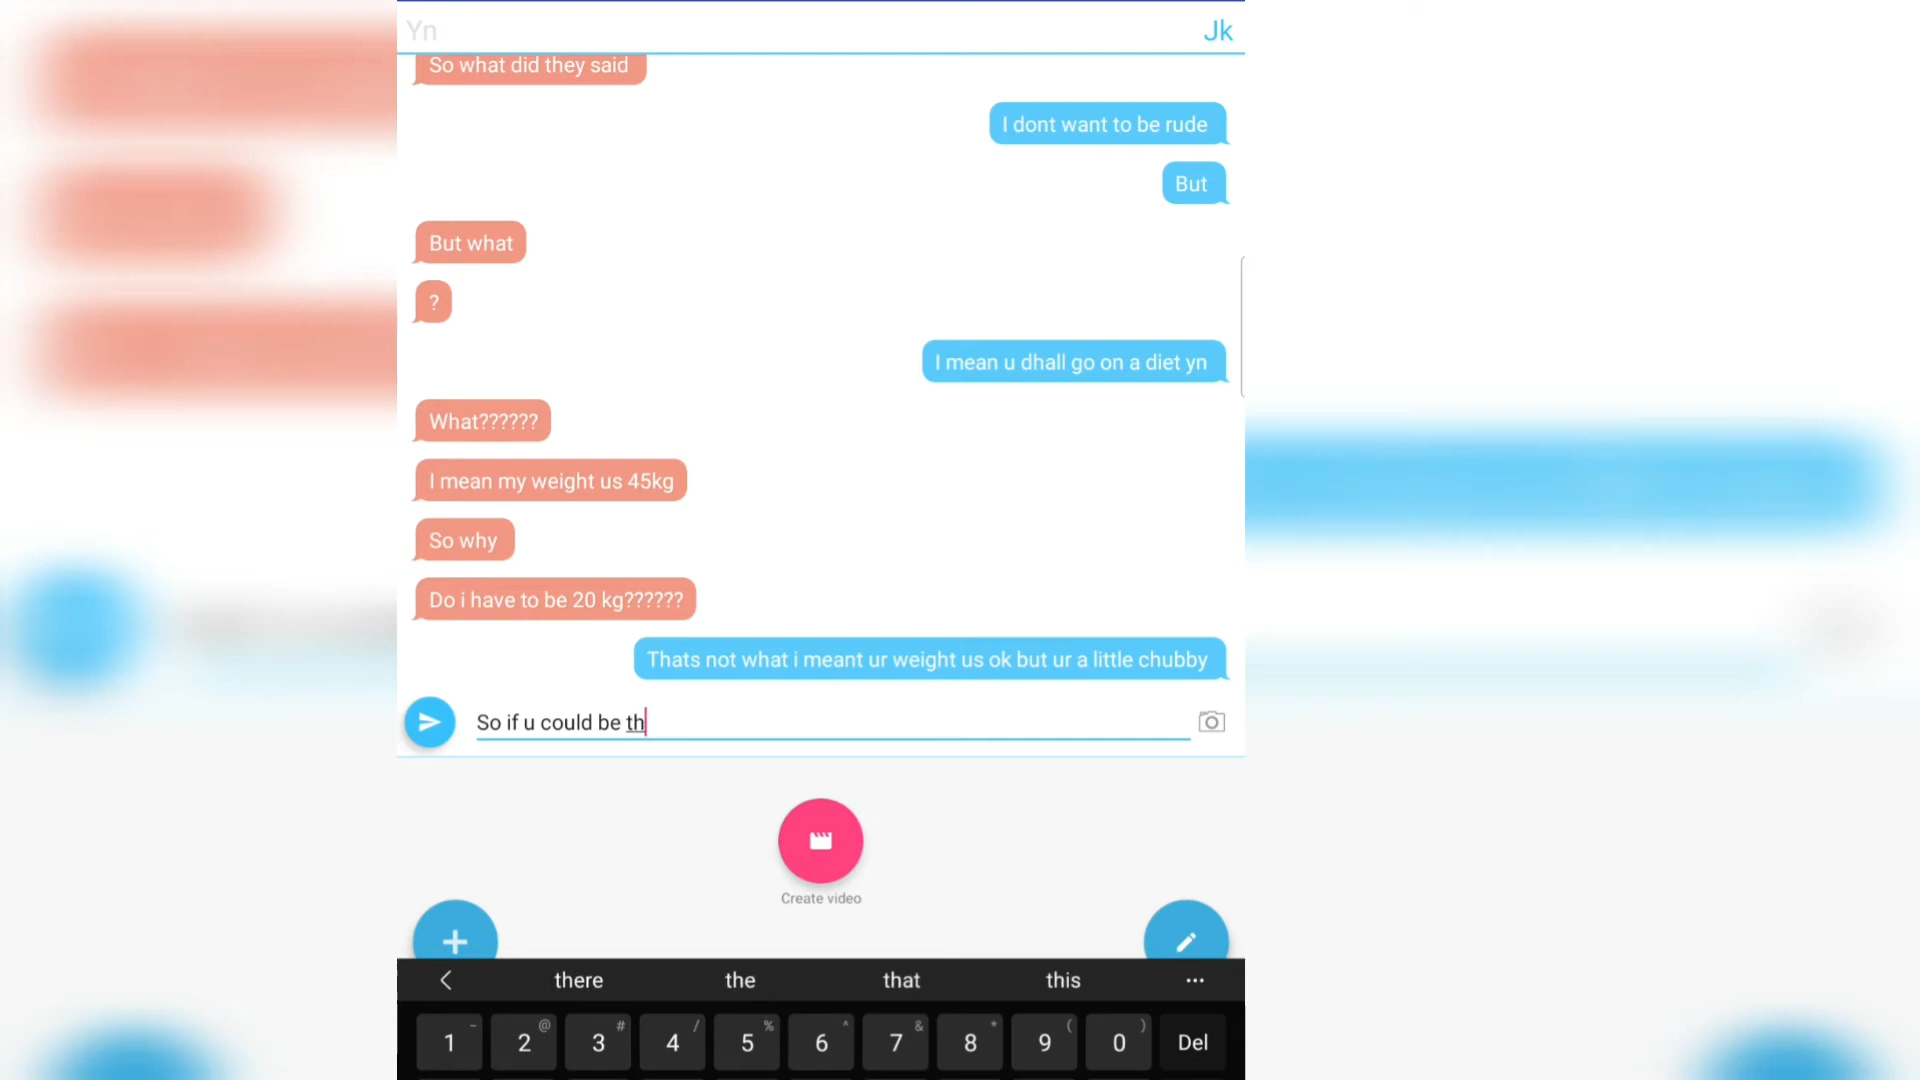 Yn
Jk
So what did they said
I dont want to be rude
But
But what
?
I mean u dhall go on a diet yn
What??????
I mean my weight us 45kg
So why
Do i have to be 20 kg??????
Thats not what i meant ur weight us ok but ur a little chubby
So if u could be th
Create video
there the that this ...
1 - 2 @ 3 # 4 / 5 % 6 ^ 7 & 8 * 9 ( 0 ) Del